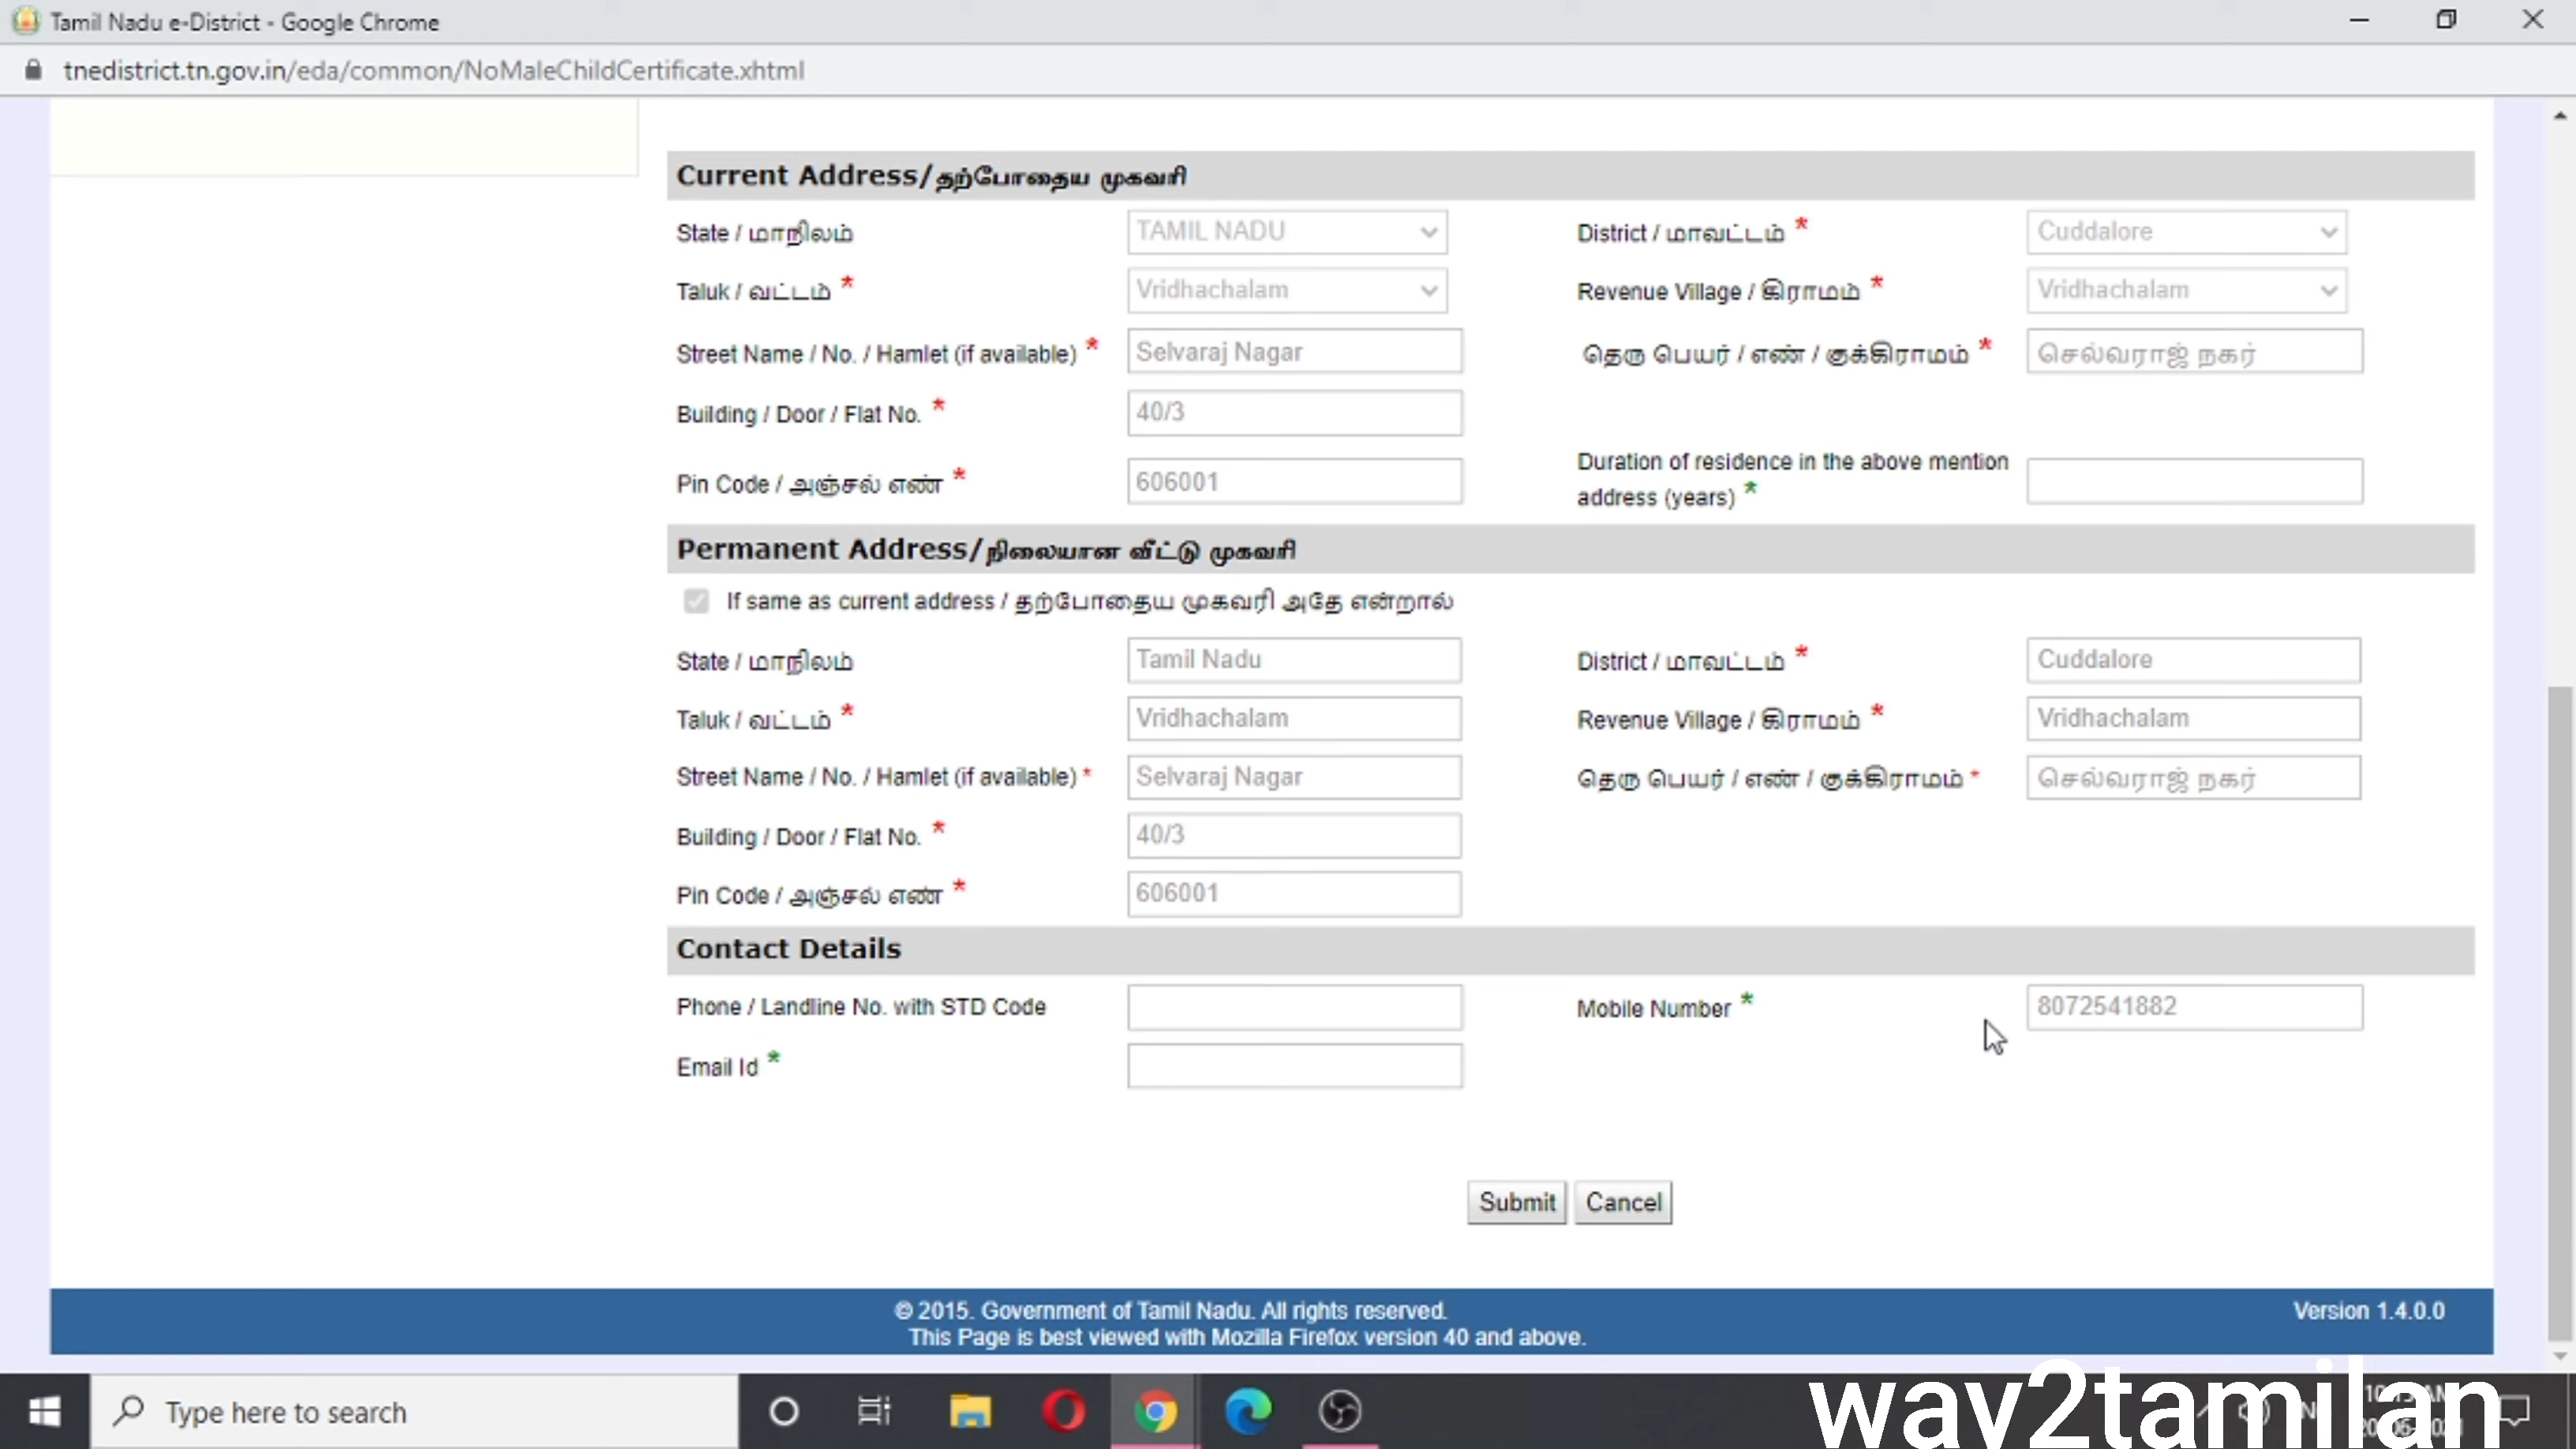 Tamil Nadu e-District - Google Chrome
tnedistrict.tn.gov.in/eda/common/NoMaleChildCertificate.xhtml
Current Address/தற்போதைய முகவரி
State / மாநிலம் TAMIL NADU District / மாவட்டம் * Cuddalore
Taluk / வட்டம் * Vridhachalam Revenue Village / கிராமம் * Vridhachalam
Street Name / No. / Hamlet (if available) * Selvaraj Nagar தெரு பெயர் / எண் / குக்கிராமம் * செல்வராஜ் நகர்
Building / Door / Flat No. * 40/3
Pin Code / அஞ்சல் எண் * 606001 Duration of residence in the above mention
address (years) *
Permanent Address/நிலையான வீட்டு முகவரி
If same as current address / தற்போதைய முகவரி அதே என்றால்
State / மாநிலம் Tamil Nadu District / மாவட்டம் * Cuddalore
Taluk / வட்டம் * Vridhachalam Revenue Village / கிராமம் * Vridhachalam
Street Name / No. / Hamlet (if available) * Selvaraj Nagar தெரு பெயர் / எண் / குக்கிராமம் * செல்வராஜ் நகர்
Building / Door / Flat No. * 40/3
Pin Code / அஞ்சல் எண் * 606001
Contact Details
Phone / Landline No. with STD Code Mobile Number * 8072541882
Email Id *
Submit Cancel
© 2015. Government of Tamil Nadu. All rights reserved. Version 1.4.0.0
This Page is best viewed with Mozilla Firefox version 40 and above.
Type here to search
way2tamilan